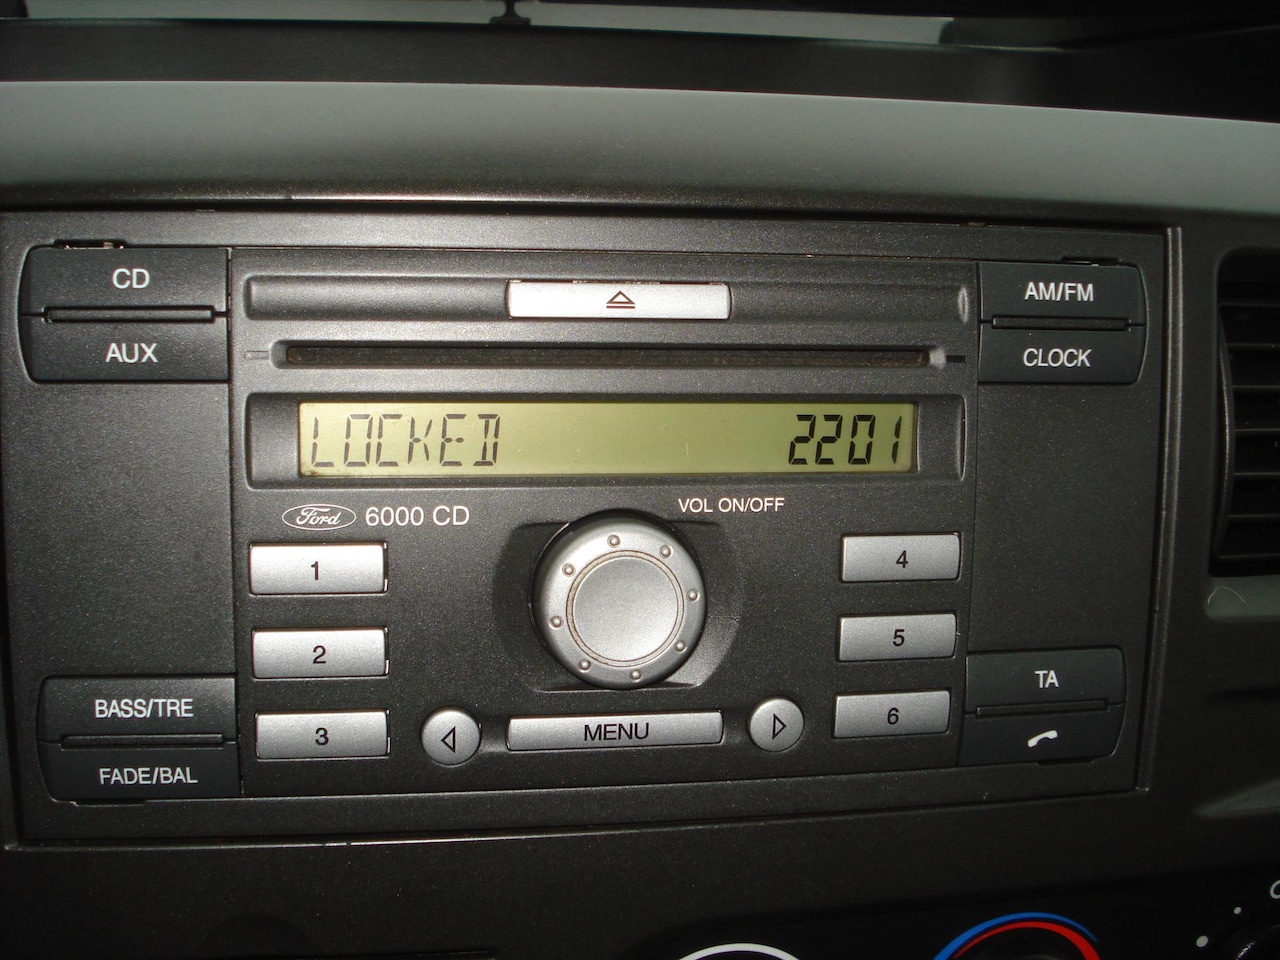 CD
AUX
AM/FM
CLOCK
LOCKED 2201
Ford 6000 CD
VOL ON/OFF
1
2
3
4
5
6
BASS/TRE
FADE/BAL
MENU
TA